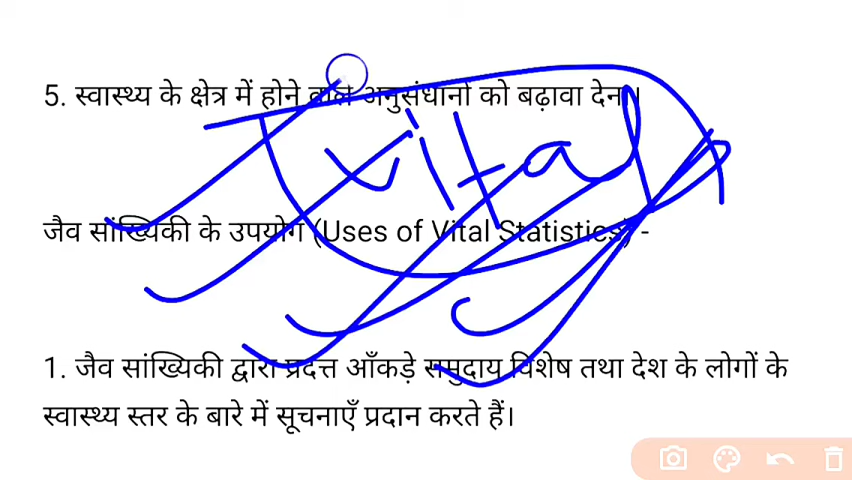 5. स्वास्थ्य के क्षेत्र में होने वाले अनुसंधानों को बढ़ावा देना।
vital
जैव सांख्यिकी के उपयोग (Uses of Vital Statistics) -
1. जैव सांख्यिकी द्वारा प्रदत्त आँकड़े समुदाय विशेष तथा देश के लोगों के
स्वास्थ्य स्तर के बारे में सूचनाएँ प्रदान करते हैं।